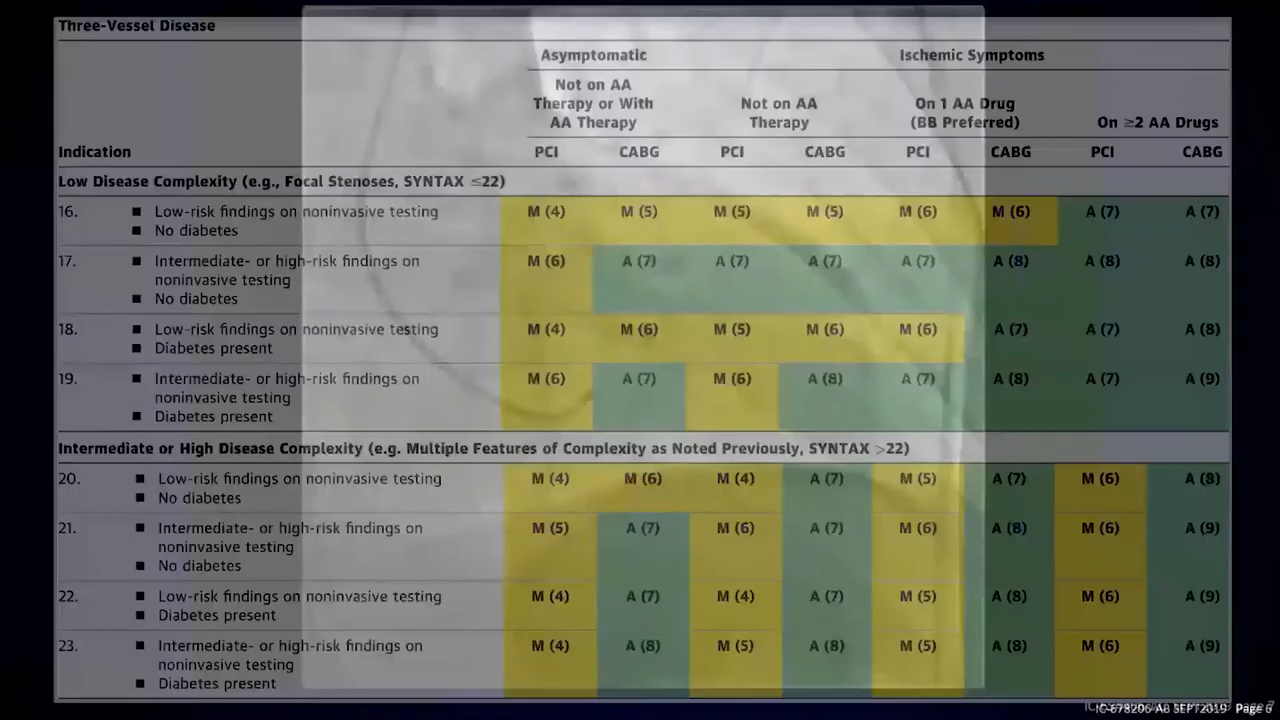 Three-Vessel Disease
Asymptomatic Ischemic Symptoms
Not on AA
Therapy or With
AA Therapy
Not on AA
Therapy
On 1 AA Drug
(BB Preferred)
On ≥2 AA Drugs
Indication PCI CABG PCI CABG PCI CABG PCI CABG
Low Disease Complexity (e.g., Focal Stenoses, SYNTAX ≤22)
16. ■ Low-risk findings on noninvasive testing M (4) M (5) M (5) M (5) M (6) M (6) A (7) A (7)
■ No diabetes
17. ■ Intermediate- or high-risk findings on M (6) A (7) A (7) A (7) A (7) A (8) A (8) A (8)
noninvasive testing
■ No diabetes
18. ■ Low-risk findings on noninvasive testing M (4) M (6) M (5) M (6) M (6) A (7) A (7) A (8)
■ Diabetes present
19. ■ Intermediate- or high-risk findings on M (6) A (7) M (6) A (8) A (7) A (8) A (7) A (9)
noninvasive testing
■ Diabetes present
Intermediate or High Disease Complexity (e.g. Multiple Features of Complexity as Noted Previously, SYNTAX >22)
20. ■ Low-risk findings on noninvasive testing M (4) M (6) M (4) A (7) M (5) A (7) M (6) A (8)
■ No diabetes
21. ■ Intermediate- or high-risk findings on M (5) A (7) M (6) A (7) M (6) A (8) M (6) A (9)
noninvasive testing
■ No diabetes
22. ■ Low-risk findings on noninvasive testing M (4) A (7) M (4) A (7) M (5) A (8) M (6) A (9)
■ Diabetes present
23. ■ Intermediate- or high-risk findings on M (4) A (8) M (5) A (8) M (5) A (8) M (6) A (9)
noninvasive testing
■ Diabetes present
IC-678206-AB SEPT2019 Page 6